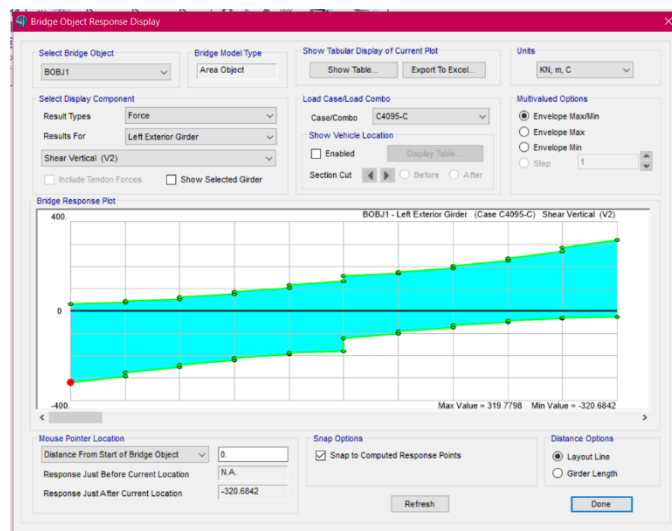 Bridge Object Response Display
Select Bridge Object
BOBJ1
Bridge Model Type
Area Object
Show Tabular Display of Current Plot
Show Table...
Export To Excel...
Units
KN, m, C
Select Display Component
Result Types
Force
Results For
Left Exterior Girder
Shear Vertical (V2)
Include Tendon Forces
Show Selected Girder
Load Case/Load Combo
Case/Combo
C4095-C
Show Vehicle Location
Enabled
Display Table...
Section Cut
Before
After
Multivalued Options
Envelope Max/Min
Envelope Max
Envelope Min
Step
1
Bridge Response Plot
400.
BOBJ1 - Left Exterior Girder (Case C4095-C) Shear Vertical (V2)
0
-400.
Max Value = 319.7798 Min Value = -320.6842
Mouse Pointer Location
Distance From Start of Bridge Object
0.
Response Just Before Current Location
N.A.
Response Just After Current Location
-320.6842
Snap Options
Snap to Computed Response Points
Distance Options
Layout Line
Girder Length
Refresh
Done